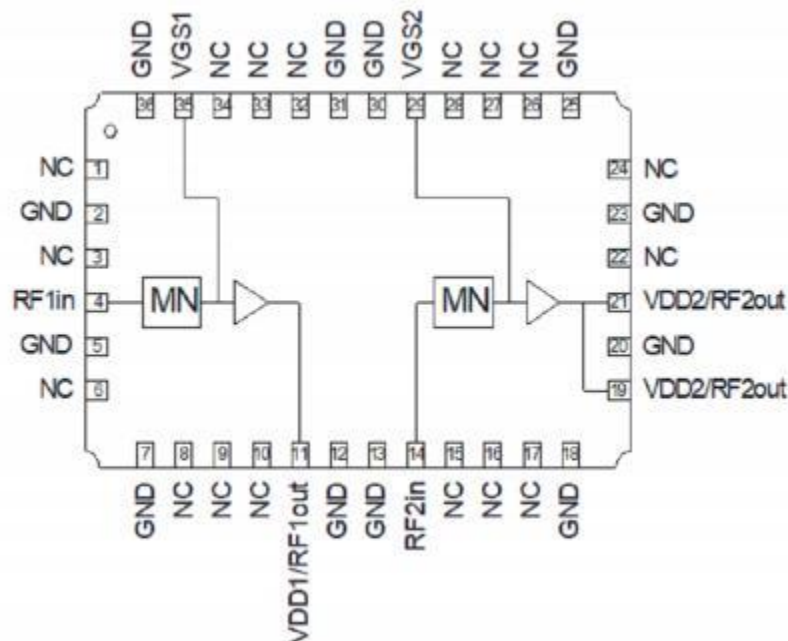 GND VGS1 NC NC NC GND GND VGS2 NC NC NC GND
36 35 34 33 32 31 30 29 28 27 26 25
NC 1 24 NC
GND 2 23 GND
NC 3 22 NC
RF1in 4 MN MN 21 VDD2/RF2out
GND 5 20 GND
NC 6 19 VDD2/RF2out
7 8 9 10 11 12 13 14 15 16 17 18
GND NC NC NC VDD1/RF1out GND GND RF2in NC NC NC GND